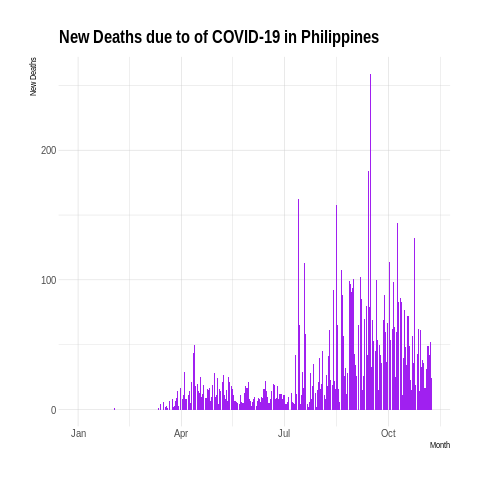 New Deaths due to of COVID-19 in Philippines
New Deaths
200
100
0
Jan Apr Jul Oct
Month